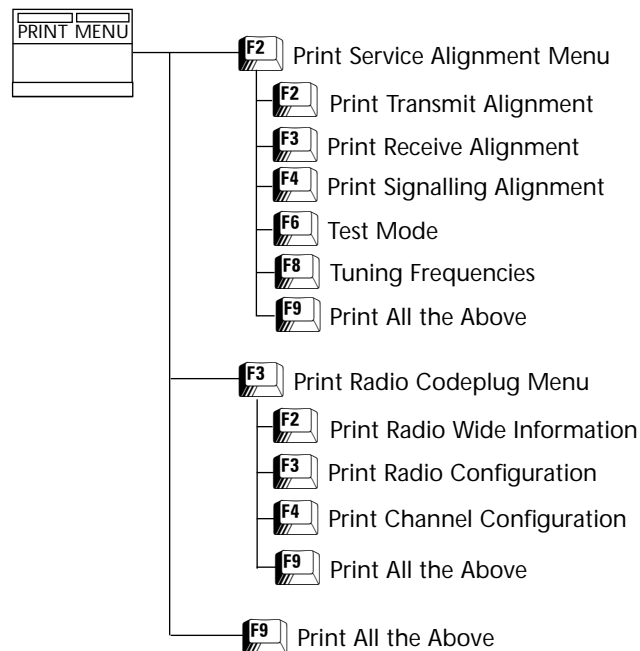 PRINT MENU
F2 Print Service Alignment Menu
F2 Print Transmit Alignment
F3 Print Receive Alignment
F4 Print Signalling Alignment
F6 Test Mode
F8 Tuning Frequencies
F9 Print All the Above
F3 Print Radio Codeplug Menu
F2 Print Radio Wide Information
F3 Print Radio Configuration
F4 Print Channel Configuration
F9 Print All the Above
F9 Print All the Above